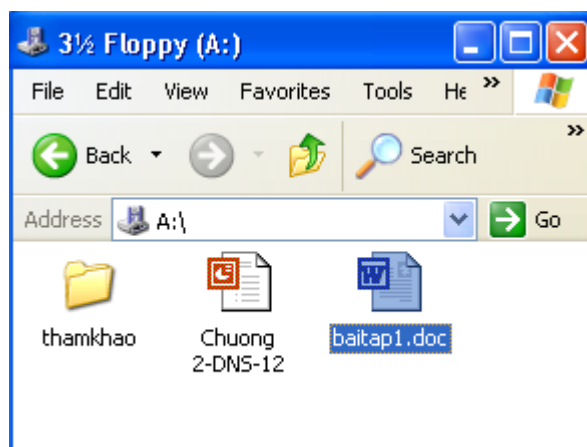 3½ Floppy (A:)
File Edit View Favorites Tools He »
Back Search »
Address A:\ Go
thamkhao Chuong baitap1.doc
2-DNS-12